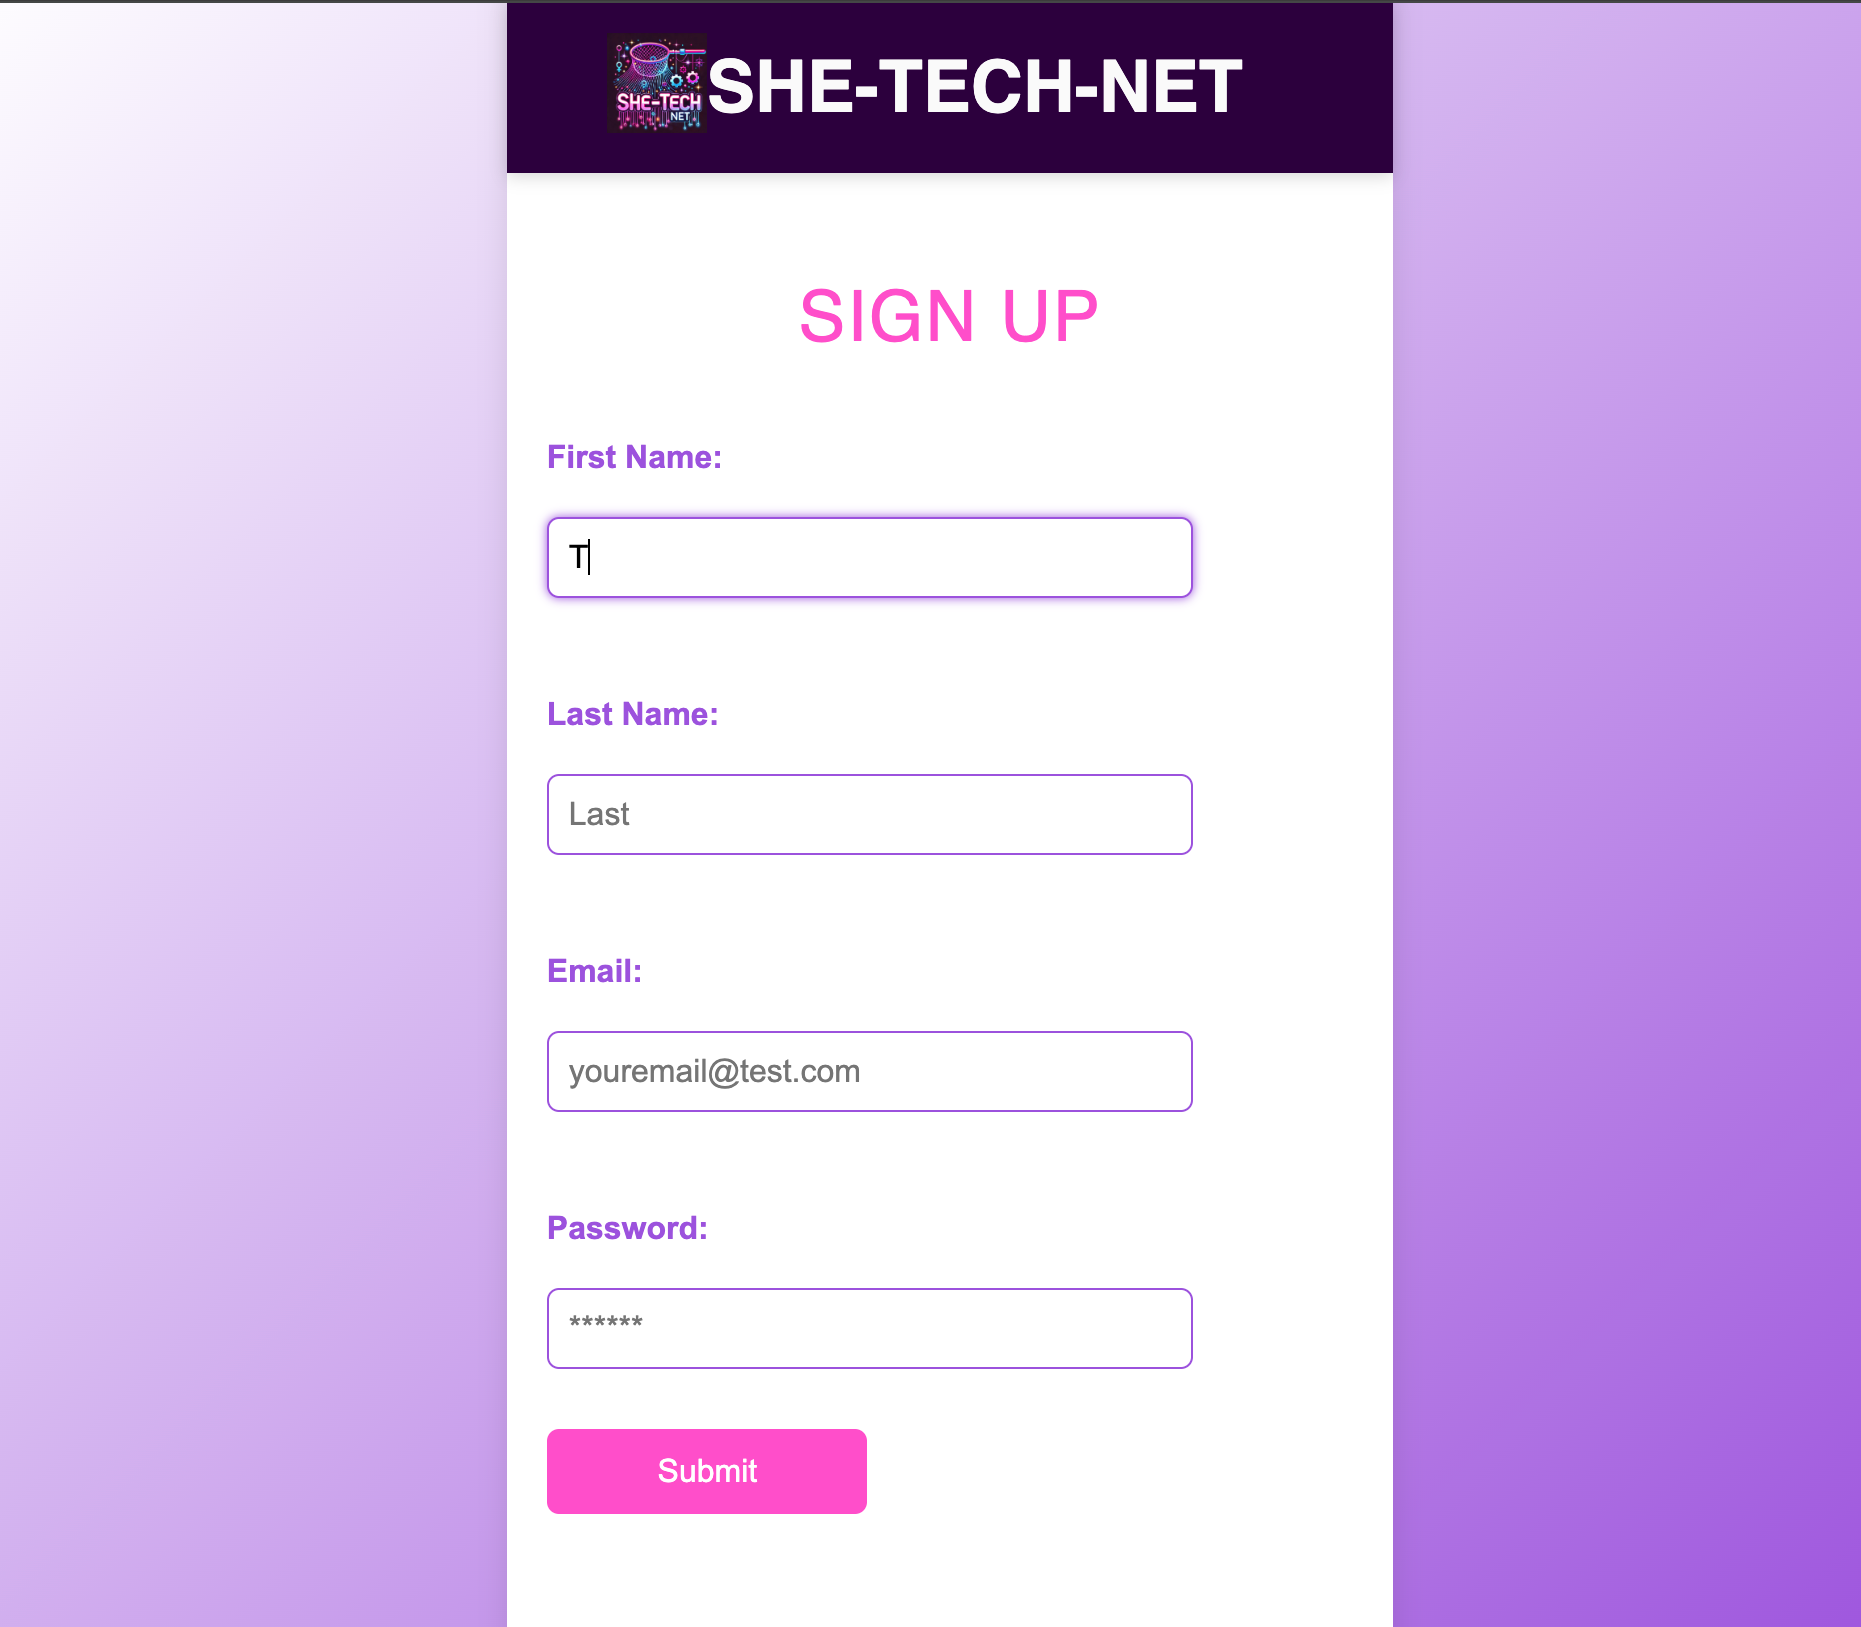 SHE-TECH
NET
SHE-TECH-NET
SIGN UP
First Name:
T
Last Name:
Last
Email:
youremail@test.com
Password:
******
Submit